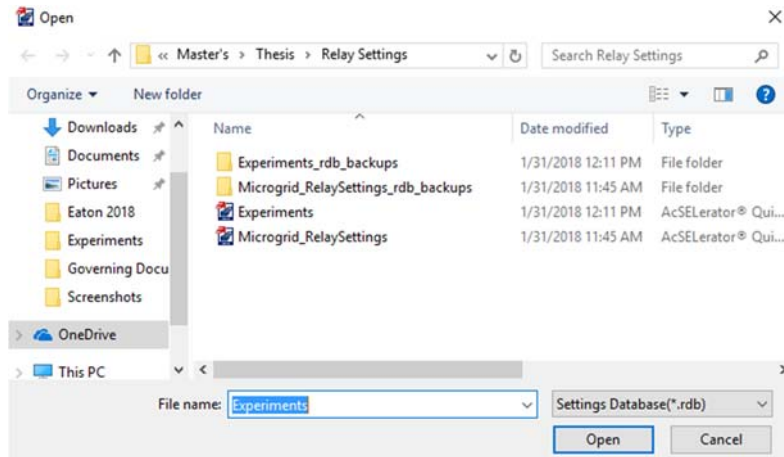 Open
« Master's > Thesis > Relay Settings
Search Relay Settings
Organize
New folder
Downloads
Documents
Pictures
Eaton 2018
Experiments
Governing Docu
Screenshots
OneDrive
This PC
Name Date modified Type
Experiments_rdb_backups 1/31/2018 12:11 PM File folder
Microgrid_RelaySettings_rdb_backups 1/31/2018 11:45 AM File folder
Experiments 1/31/2018 12:11 PM AcSELerator® Qui...
Microgrid_RelaySettings 1/31/2018 11:45 AM AcSELerator® Qui...
File name: Experiments
Settings Database(*.rdb)
Open
Cancel